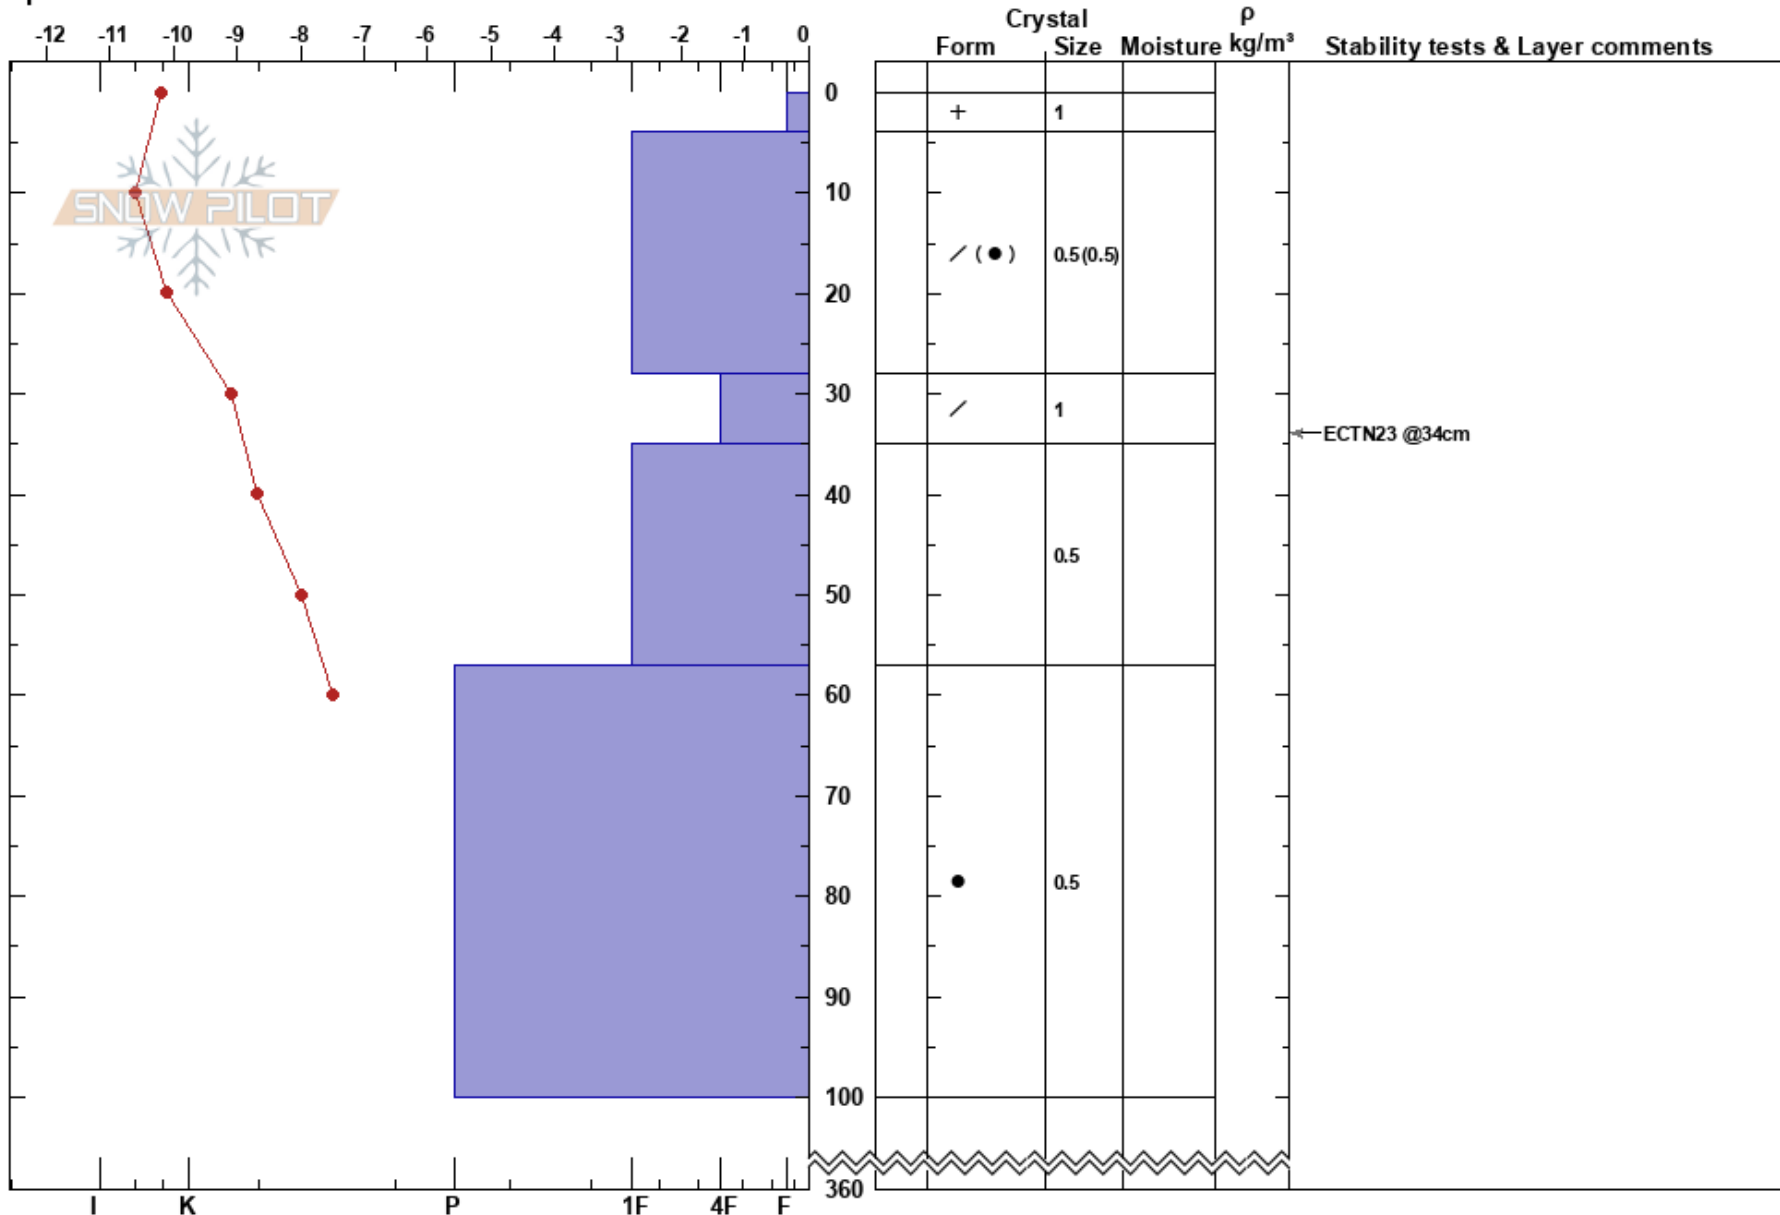 Crystal ρ
-12 -11 -10 -9 -8 -7 -6 -5 -4 -3 -2 -1 0 Form Size Moisture kg/m³ Stability tests & Layer comments
0
+ 1
10
SNOW PILOT
/ (●) 0.5(0.5)
20
30
/ 1
ECTN23 @34cm
40
0.5
50
60
70
80
● 0.5
90
100
360
I K P 1F 4F F